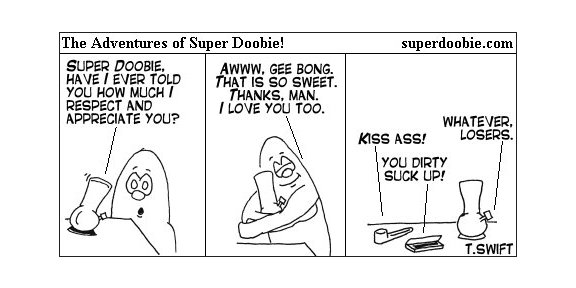 The Adventures of Super Doobie!
superdoobie.com
SUPER DOOBIE,
HAVE I EVER TOLD
YOU HOW MUCH I
RESPECT AND
APPRECIATE YOU?
AWWW, GEE BONG.
THAT IS SO SWEET.
THANKS, MAN.
I LOVE YOU TOO.
KISS ASS!
YOU DIRTY
SUCK UP!
WHATEVER,
LOSERS.
T.SWIFT